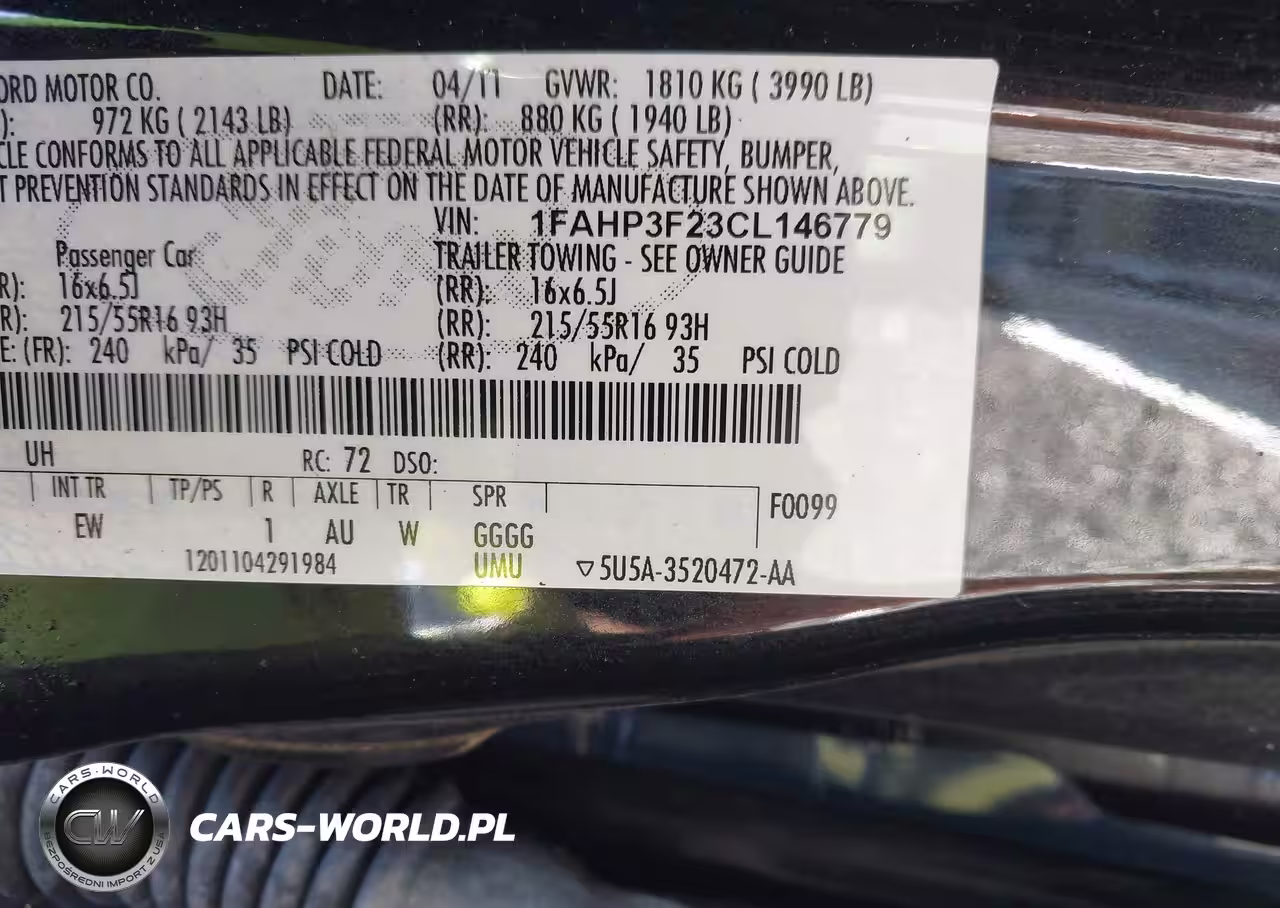 ORD MOTOR CO. DATE: 04/11 GVWR: 1810 KG ( 3990 LB)
): 972 KG ( 2143 LB) (RR): 880 KG ( 1940 LB)
CLE CONFORMS TO ALL APPLICABLE FEDERAL MOTOR VEHICLE SAFETY, BUMPER,
T PREVENTION STANDARDS IN EFFECT ON THE DATE OF MANUFACTURE SHOWN ABOVE.
VIN: 1FAHP3F23CL146779
Passenger Car TRAILER TOWING - SEE OWNER GUIDE
R): 16x6.5J (RR): 16x6.5J
R): 215/55R16 93H (RR): 215/55R16 93H
E: (FR): 240 kPa/ 35 PSI COLD (RR): 240 kPa/ 35 PSI COLD
UH RC: 72 DSO:
INT TR TP/PS R AXLE TR SPR F0099
EW 1 AU W GGGG
1201104291984 UMU ▽5U5A-3520472-AA
CARS-WORLD
CW
BEZPOŚREDNI IMPORT Z USA
CARS-WORLD.PL